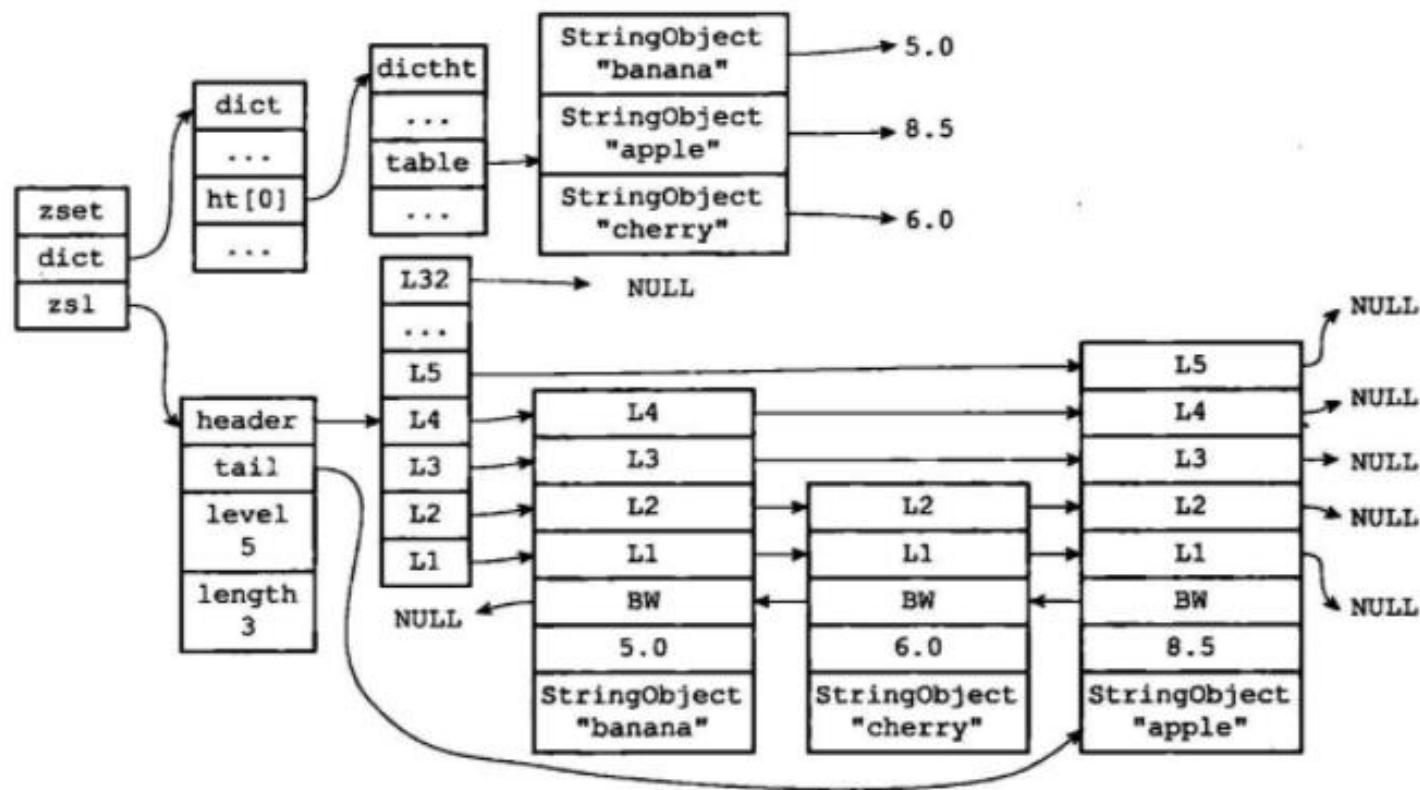 zset
dict
zsl
dict
...
ht[0]
...
dictht
...
table
...
StringObject
"banana"
5.0
StringObject
"apple"
8.5
StringObject
"cherry"
6.0
L32
NULL
...
L5
L4
L3
L2
L1
NULL
header
tail
level
5
length
3
L4
L3
L2
L1
BW
5.0
StringObject
"banana"
L2
L1
BW
6.0
StringObject
"cherry"
L5
L4
L3
L2
L1
BW
8.5
StringObject
"apple"
NULL
NULL
NULL
NULL
NULL